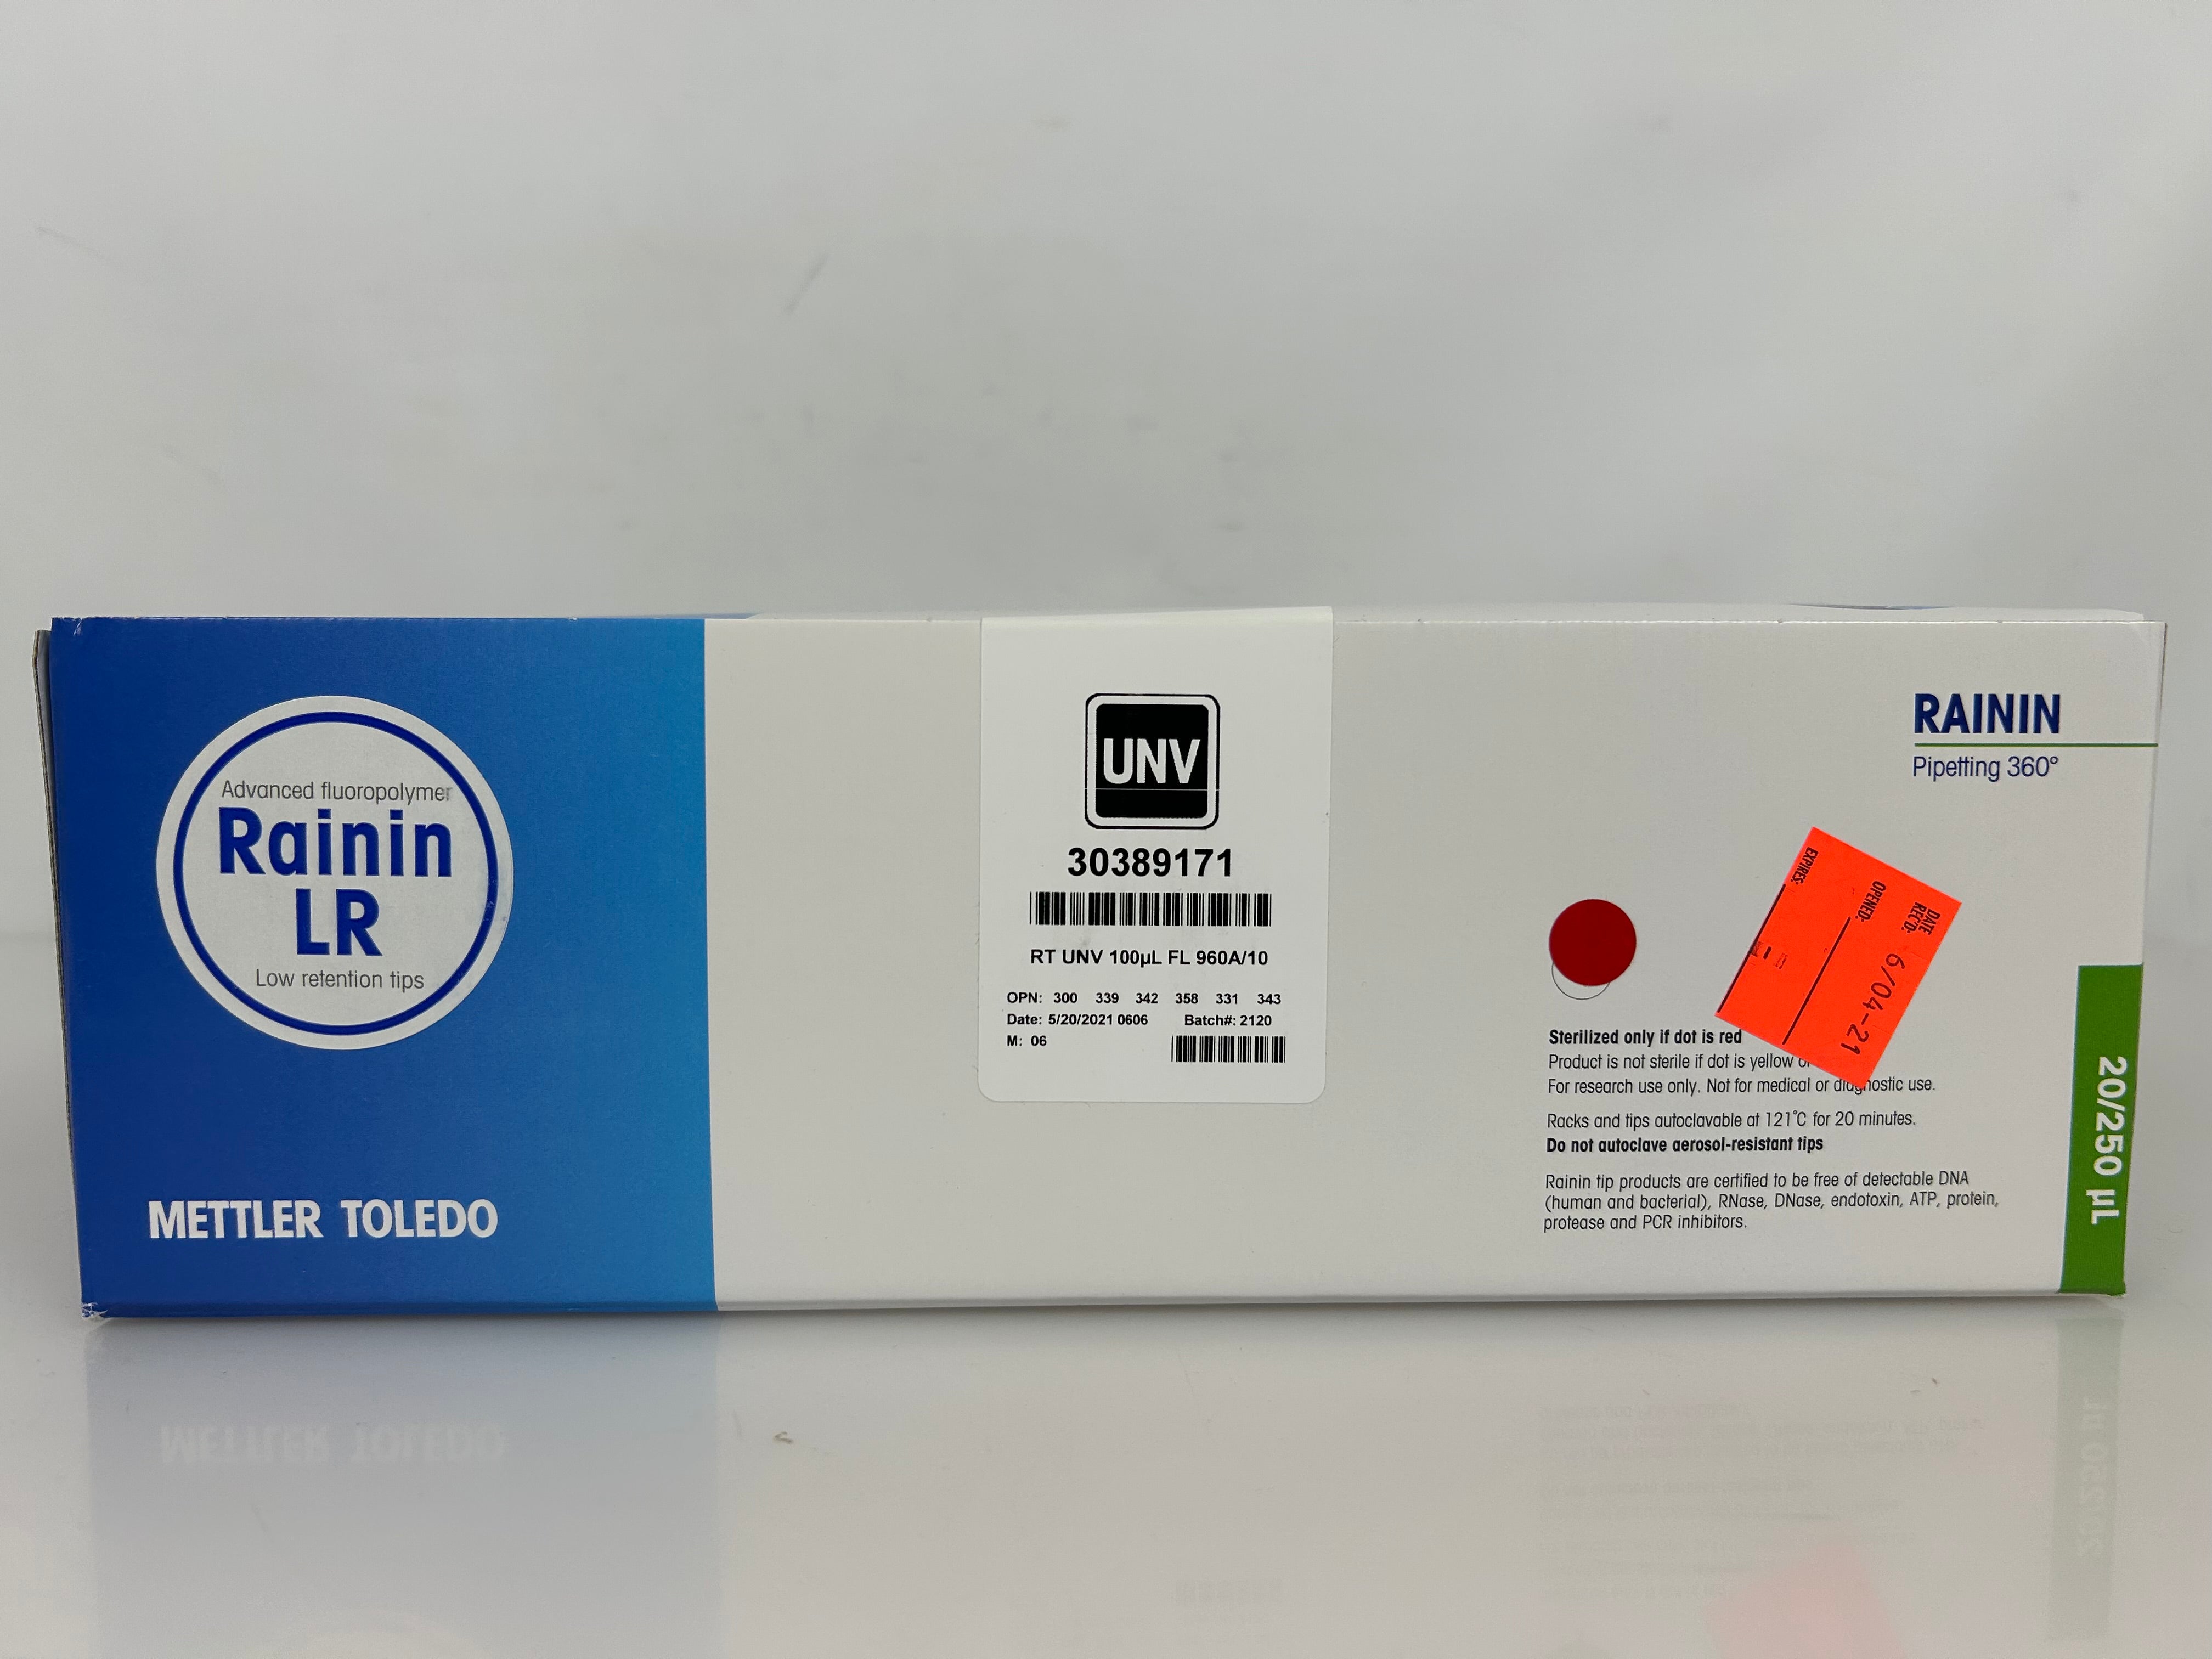 Advanced fluoropolymer
Rainin
LR
Low retention tips
METTLER TOLEDO
UNV
30389171
RT UNV 100µL FL 960A/10
OPN: 300 339 342 358 331 343
Date: 5/20/2021 0606 Batch#: 2120
M: 06
RAININ
Pipetting 360°
DATE
REC'D: 6/04-21
OPENED:
EXPIRES:
Sterilized only if dot is red
Product is not sterile if dot is yellow
For research use only. Not for medical or diagnostic use.
Racks and tips autoclavable at 121°C for 20 minutes.
Do not autoclave aerosol-resistant tips
Rainin tip products are certified to be free of detectable DNA
(human and bacterial), RNase, DNase, endotoxin, ATP, protein,
protease and PCR inhibitors.
20/250 µL